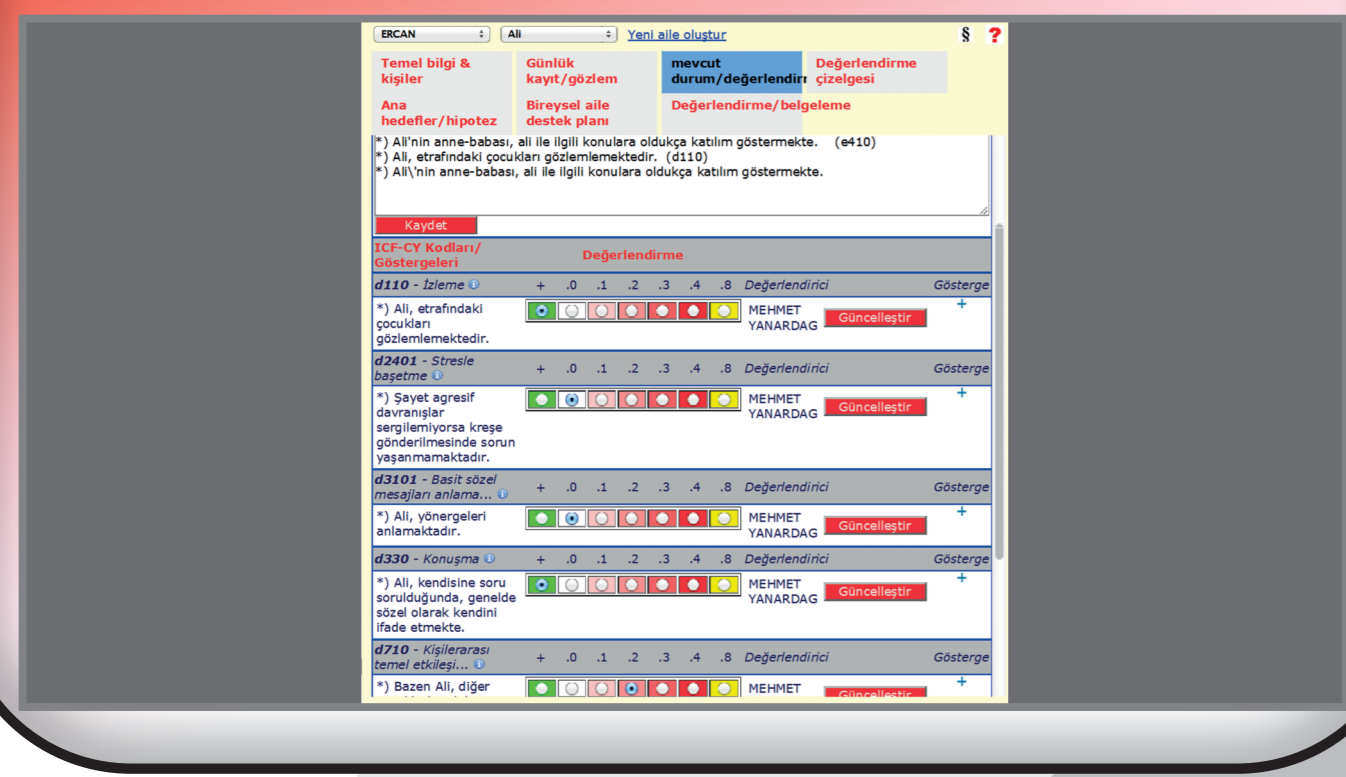 ERCAN Ali Yeni aile oluştur § ?
Temel bilgi & kişiler
Günlük kayıt/gözlem
mevcut durum/değerlendirr
Değerlendirme çizelgesi
Ana hedefler/hipotez
Bireysel aile destek planı
Değerlendirme/belgeleme
*) Ali'nin anne-babası, ali ile ilgili konulara oldukça katılım göstermekte. (e410)
*) Ali, etrafındaki çocukları gözlemlemektedir. (d110)
*) Ali\'nin anne-babası, ali ile ilgili konulara oldukça katılım göstermekte.
Kaydet
ICF-CY Kodları/
Göstergeleri
Değerlendirme
d110 - İzleme + .0 .1 .2 .3 .4 .8 Değerlendirici Gösterge
*) Ali, etrafındaki
çocukları
gözlemlemektedir.
MEHMET
YANARDAG
Güncelleştir
+
d2401 - Stresle
başetme + .0 .1 .2 .3 .4 .8 Değerlendirici Gösterge
*) Şayet agresif
davranışlar
sergilemiyorsa kreşe
gönderilmesinde sorun
yaşanmamaktadır.
MEHMET
YANARDAG
Güncelleştir
+
d3101 - Basit sözel
mesajları anlama... + .0 .1 .2 .3 .4 .8 Değerlendirici Gösterge
*) Ali, yönergeleri
anlamaktadır.
MEHMET
YANARDAG
Güncelleştir
+
d330 - Konuşma + .0 .1 .2 .3 .4 .8 Değerlendirici Gösterge
*) Ali, kendisine soru
sorulduğunda, genelde
sözel olarak kendini
ifade etmekte.
MEHMET
YANARDAG
Güncelleştir
+
d710 - Kişilerarası
temel etkileşi... + .0 .1 .2 .3 .4 .8 Değerlendirici Gösterge
*) Bazen Ali, diğer
MEHMET
Güncelleştir
+